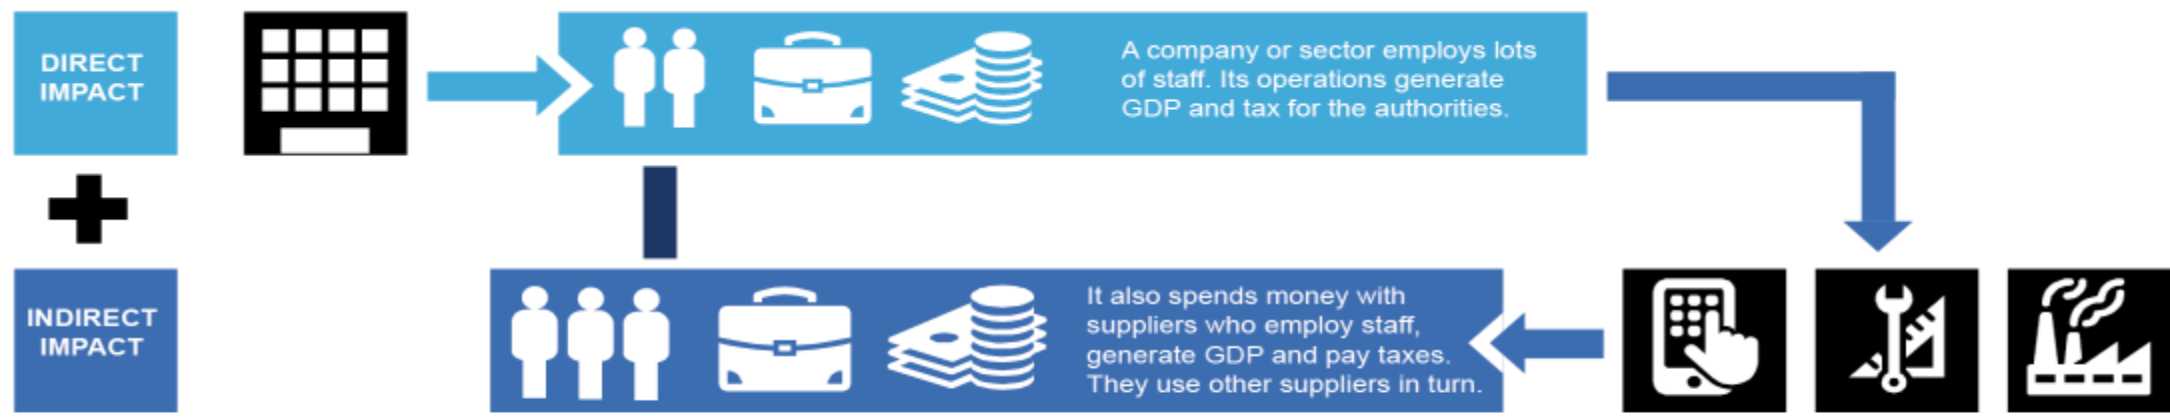 DIRECT
IMPACT
A company or sector employs lots
of staff. Its operations generate
GDP and tax for the authorities.
INDIRECT
IMPACT
It also spends money with
suppliers who employ staff,
generate GDP and pay taxes.
They use other suppliers in turn.